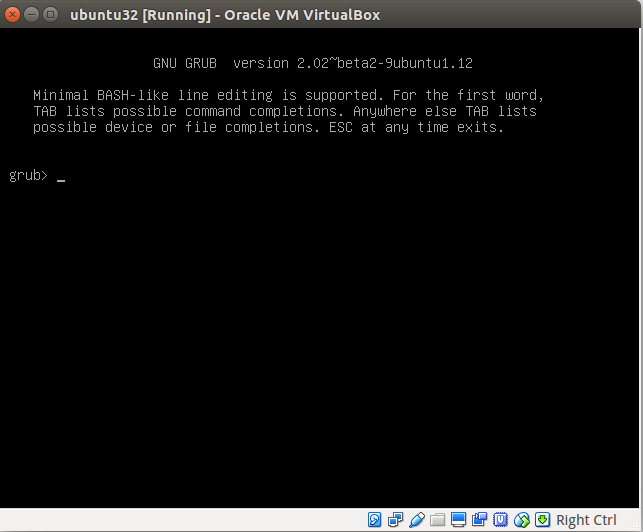 ubuntu32 [Running] - Oracle VM VirtualBox
GNU GRUB  version 2.02~beta2-9ubuntu1.12
Minimal BASH-like line editing is supported. For the first word,
TAB lists possible command completions. Anywhere else TAB lists
possible device or file completions. ESC at any time exits.
grub> _
Right Ctrl